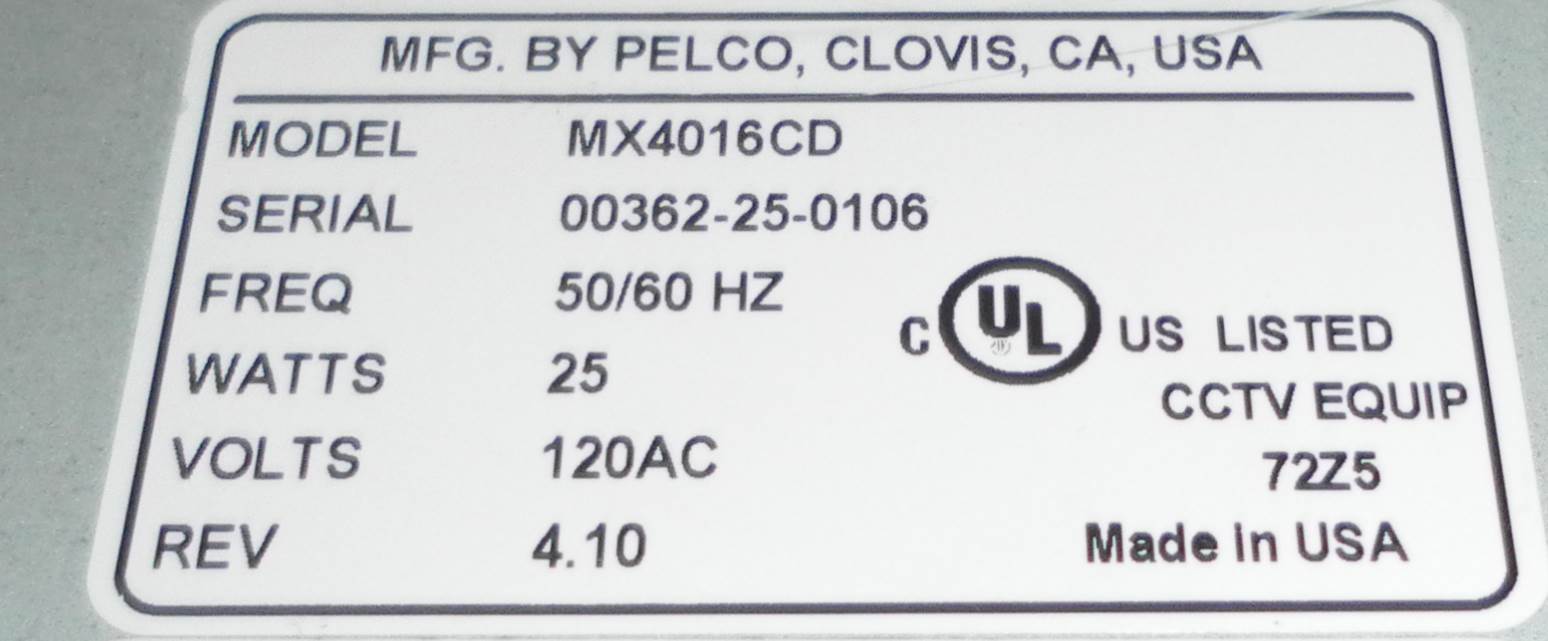 MFG. BY PELCO, CLOVIS, CA, USA
MODEL MX4016CD
SERIAL 00362-25-0106
FREQ 50/60 HZ
WATTS 25
VOLTS 120AC
REV 4.10
C UL US LISTED
CCTV EQUIP
72Z5
Made in USA